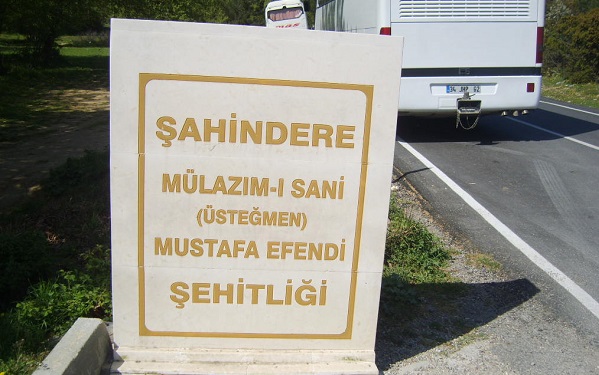 ŞAHİNDERE
MÜLAZIM-I SANİ
(ÜSTEĞMEN)
MUSTAFA EFENDİ
ŞEHİTLİĞİ